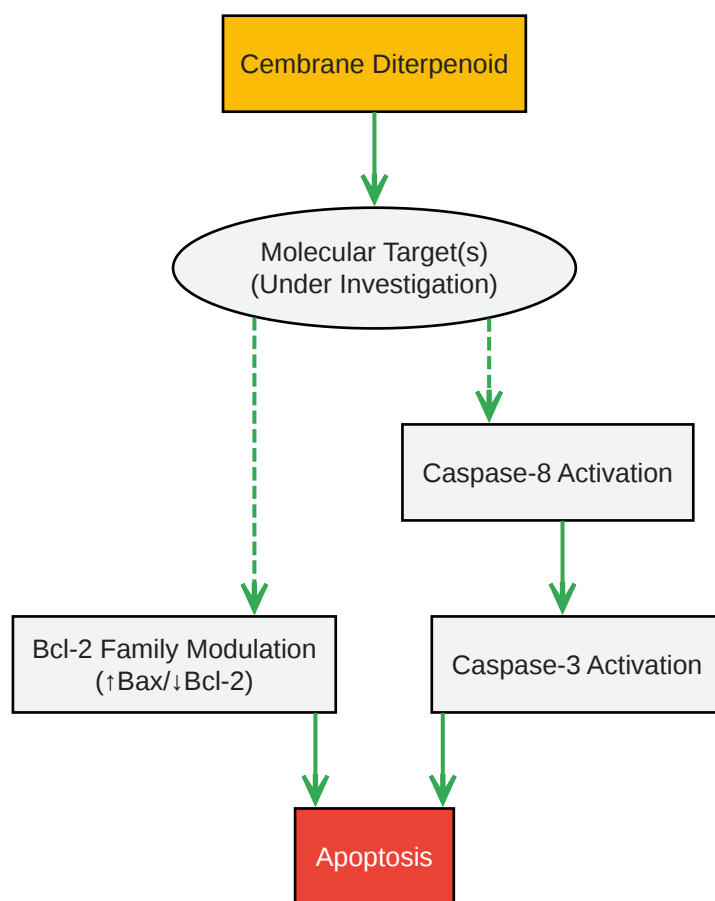 Cembrane Diterpenoid
Molecular Target(s)
(Under Investigation)
Caspase-8 Activation
Bcl-2 Family Modulation
(↑Bax/↓Bcl-2)
Caspase-3 Activation
Apoptosis